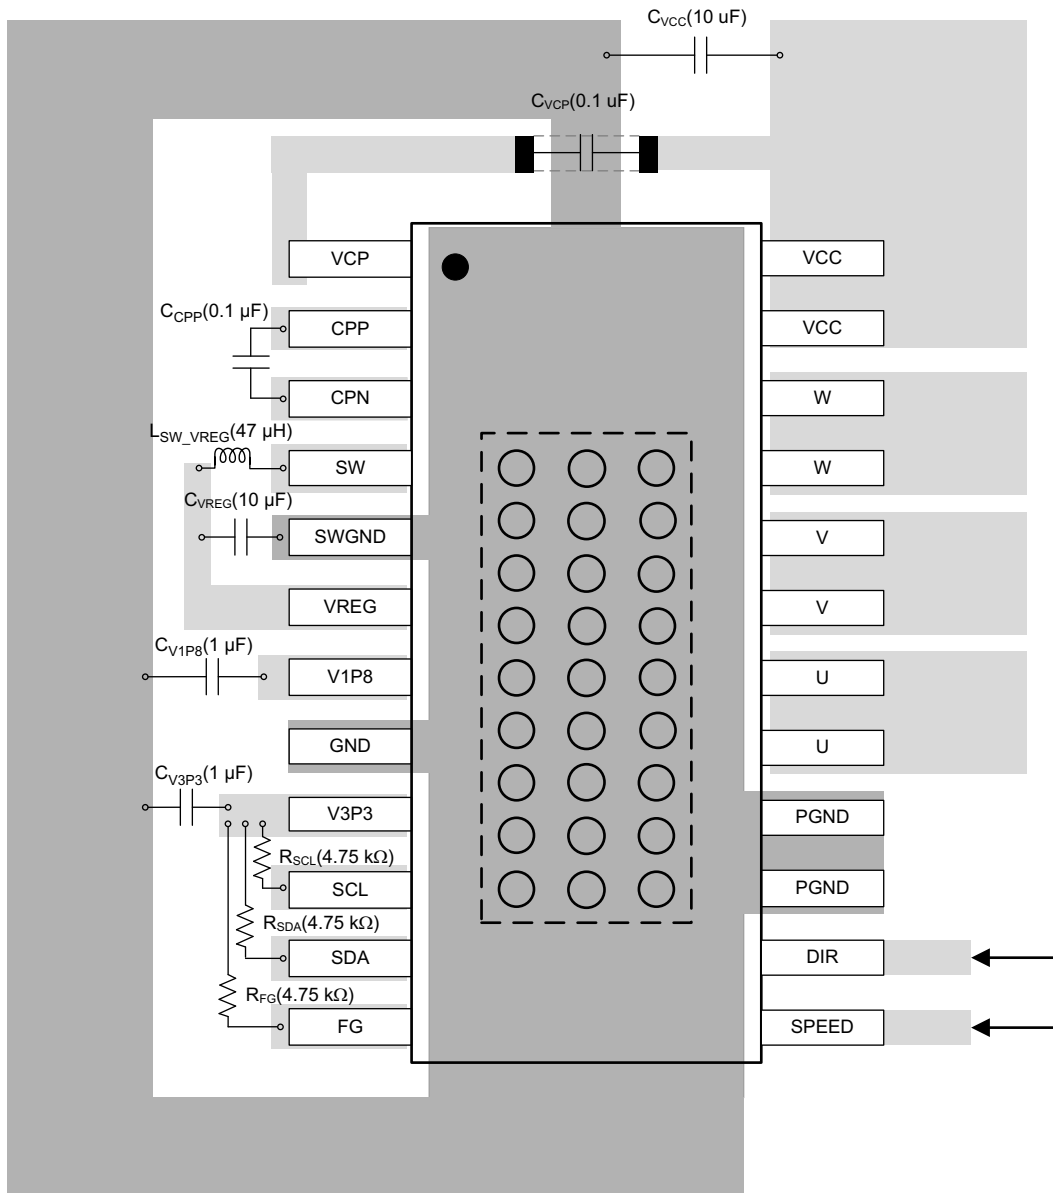 C_VCC(10 uF)
C_VCP(0.1 uF)
VCP
VCC
C_CPP(0.1 µF)
CPP
VCC
CPN
W
L_SW_VREG(47 µH)
SW
W
C_VREG(10 µF)
SWGND
V
VREG
V
C_V1P8(1 µF)
V1P8
U
GND
U
C_V3P3(1 µF)
V3P3
PGND
R_SCL(4.75 kΩ)
SCL
PGND
R_SDA(4.75 kΩ)
SDA
DIR
R_FG(4.75 kΩ)
FG
SPEED